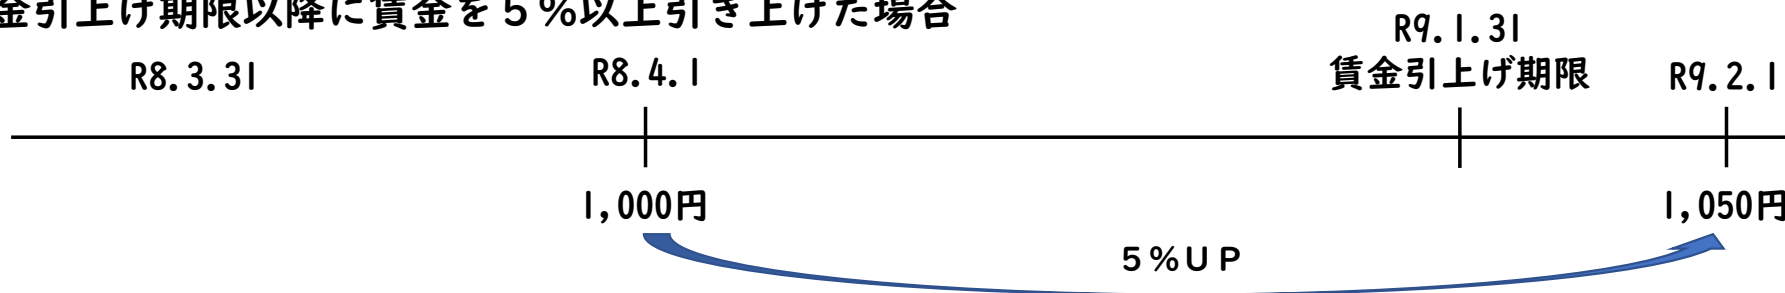 金引上げ期限以降に賃金を５％以上引き上げた場合
R9.1.31
R8.3.31 R8.4.1 賃金引上げ期限 R9.2.1
1,000円 1,050円
５％ＵＰ